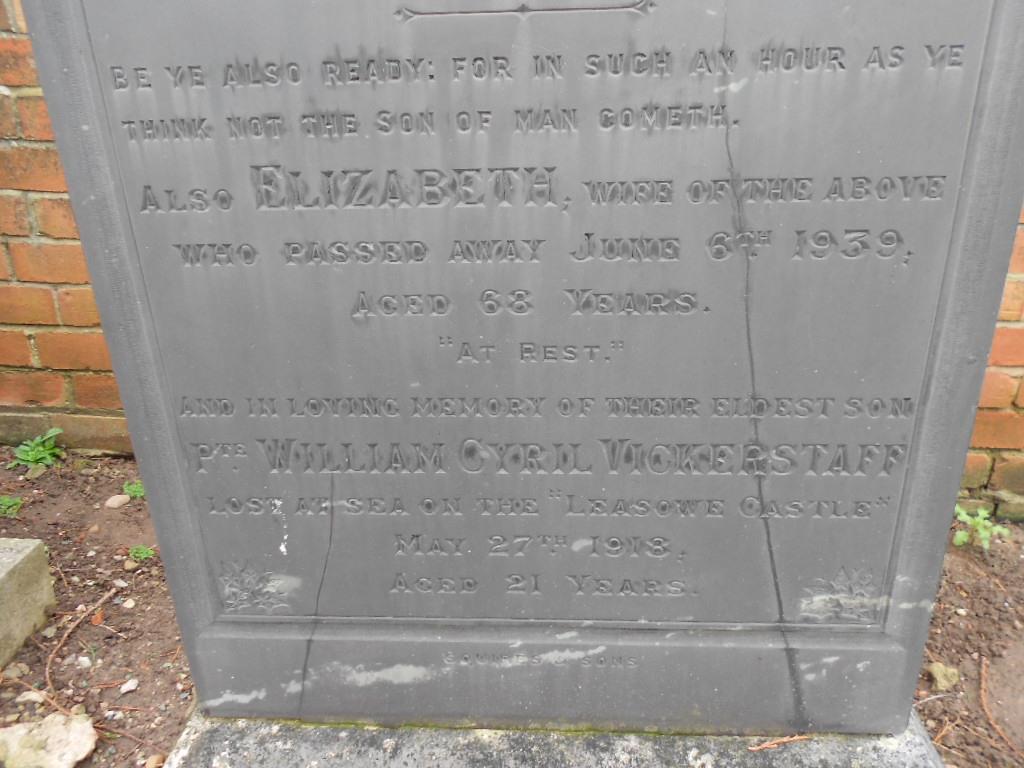 BE YE ALSO READY: FOR IN SUCH AN HOUR AS YE
THINK NOT THE SON OF MAN COMETH.
ALSO ELIZABETH, WIFE OF THE ABOVE
WHO PASSED AWAY JUNE 6TH 1939,
AGED 68 YEARS.
"AT REST."
AND IN LOVING MEMORY OF THEIR ELDEST SON
PTE WILLIAM CYRIL VICKERSTAFF
LOST AT SEA ON THE "LEASOWE CASTLE"
MAY 27TH 1918,
AGED 21 YEARS.
& SONS